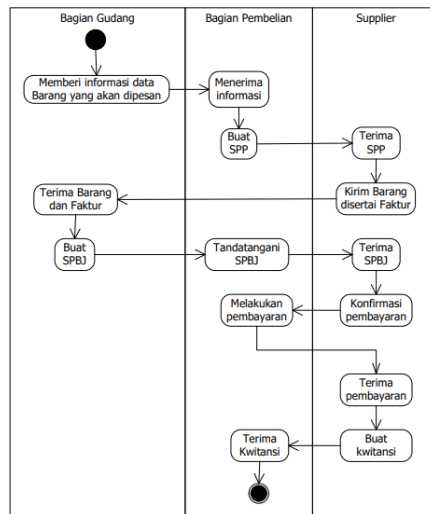 Bagian Gudang
Bagian Pembelian
Supplier
Memberi informasi data
Barang yang akan dipesan
Menerima
informasi
Buat
SPP
Terima
SPP
Kirim Barang
disertai Faktur
Terima Barang
dan Faktur
Buat
SPBJ
Tandatangani
SPBJ
Terima
SPBJ
Konfirmasi
pembayaran
Melakukan
pembayaran
Terima
pembayaran
Buat
kwitansi
Terima
Kwitansi